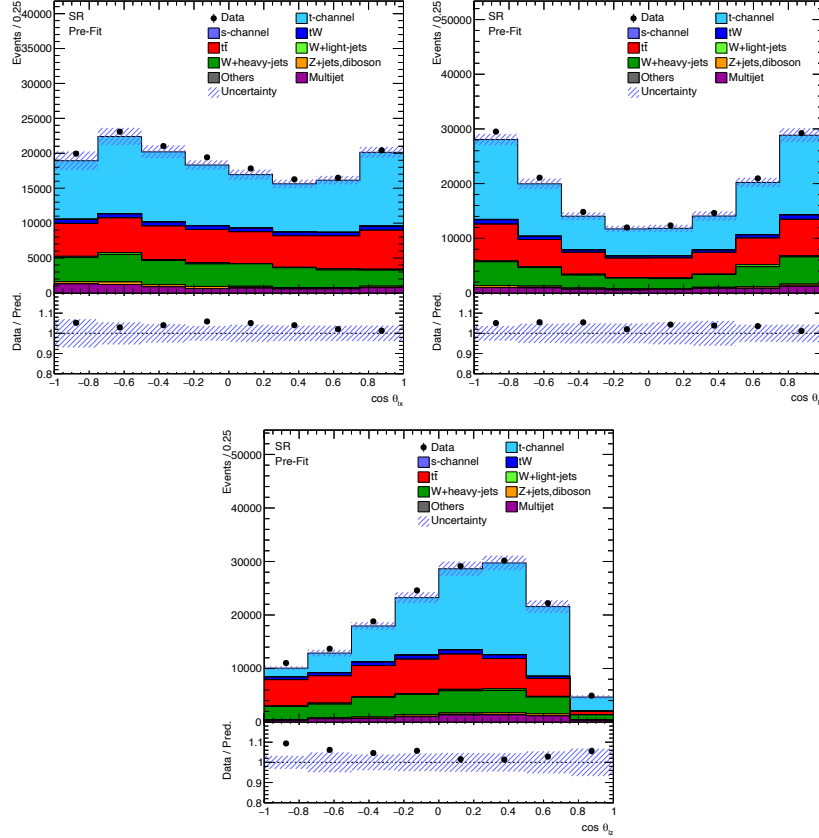 Events / 0.25
40000
35000
30000
25000
20000
15000
10000
5000
0
SR
Pre-Fit
Data
t-channel
s-channel
tW
tt̄
W+light-jets
W+heavy-jets
Z+jets,diboson
Others
Multijet
Uncertainty
Data / Pred.
1.1
1
0.9
0.8
−1 −0.8 −0.6 −0.4 −0.2 0 0.2 0.4 0.6 0.8 1
cos θlx
Events / 0.25
50000
40000
30000
20000
10000
0
SR
Pre-Fit
Data
t-channel
s-channel
tW
tt̄
W+light-jets
W+heavy-jets
Z+jets,diboson
Others
Multijet
Uncertainty
Data / Pred.
1.1
1
0.9
0.8
−1 −0.8 −0.6 −0.4 −0.2 0 0.2 0.4 0.6 0.8
cos θ
Events / 0.25
50000
40000
30000
20000
10000
0
SR
Pre-Fit
Data
t-channel
s-channel
tW
tt̄
W+light-jets
W+heavy-jets
Z+jets,diboson
Others
Multijet
Uncertainty
Data / Pred.
1.1
1
0.9
0.8
−1 −0.8 −0.6 −0.4 −0.2 0 0.2 0.4 0.6 0.8 1
cos θlz